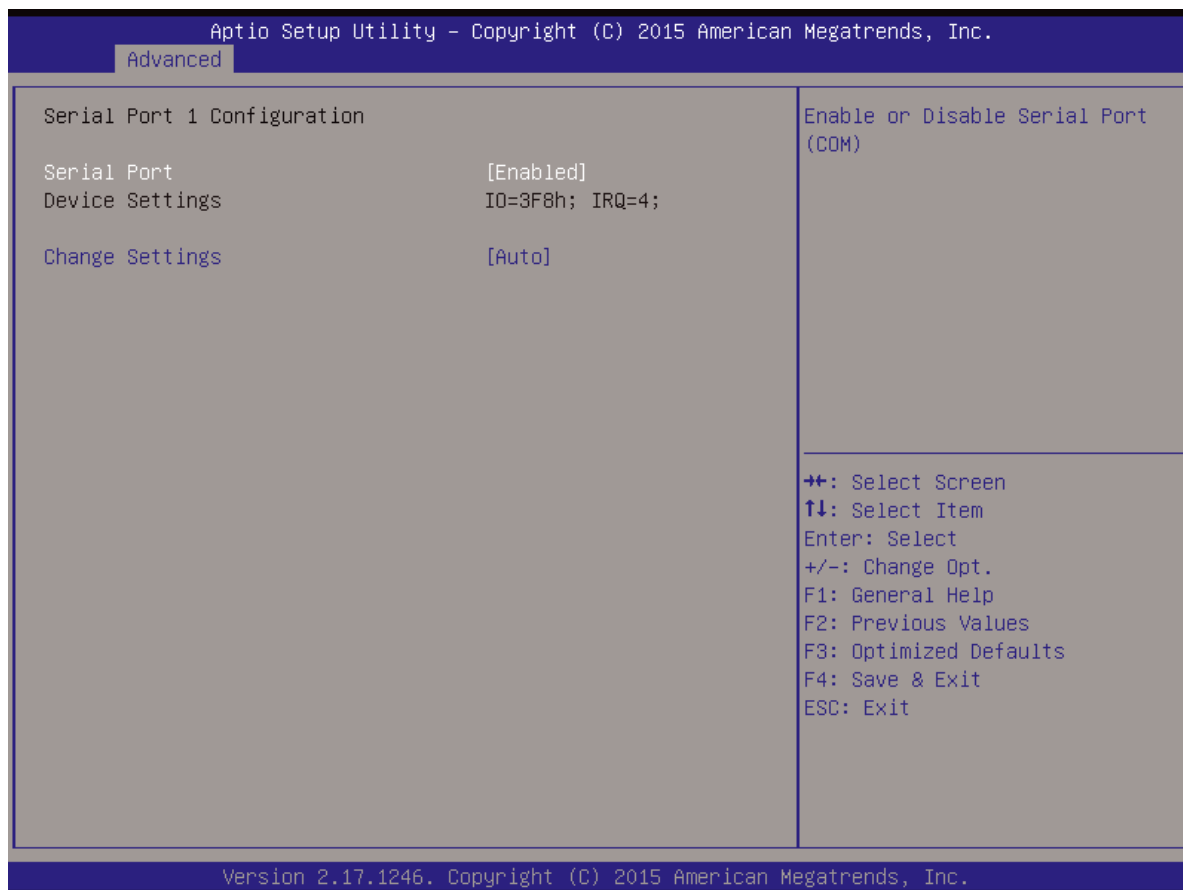 Aptio Setup Utility – Copyright (C) 2015 American Megatrends, Inc.
Advanced
Serial Port 1 Configuration
Serial Port [Enabled]
Device Settings IO=3F8h; IRQ=4;
Change Settings [Auto]
Enable or Disable Serial Port
(COM)
→←: Select Screen
↑↓: Select Item
Enter: Select
+/-: Change Opt.
F1: General Help
F2: Previous Values
F3: Optimized Defaults
F4: Save & Exit
ESC: Exit
Version 2.17.1246. Copyright (C) 2015 American Megatrends, Inc.